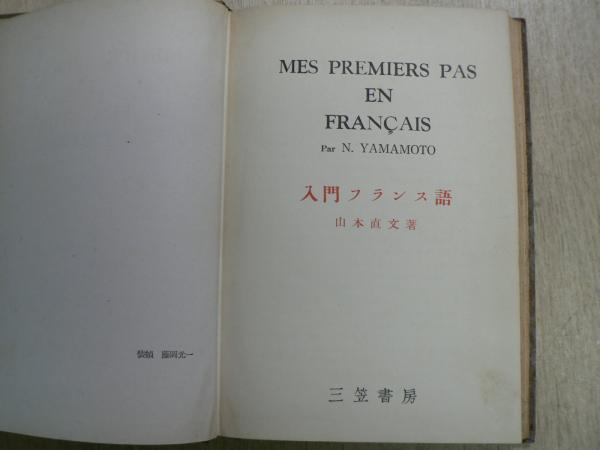 装幀 藤岡光一
MES PREMIERS PAS
EN
FRANÇAIS
Par N. YAMAMOTO
入門フランス語
山本直文著
三笠書房